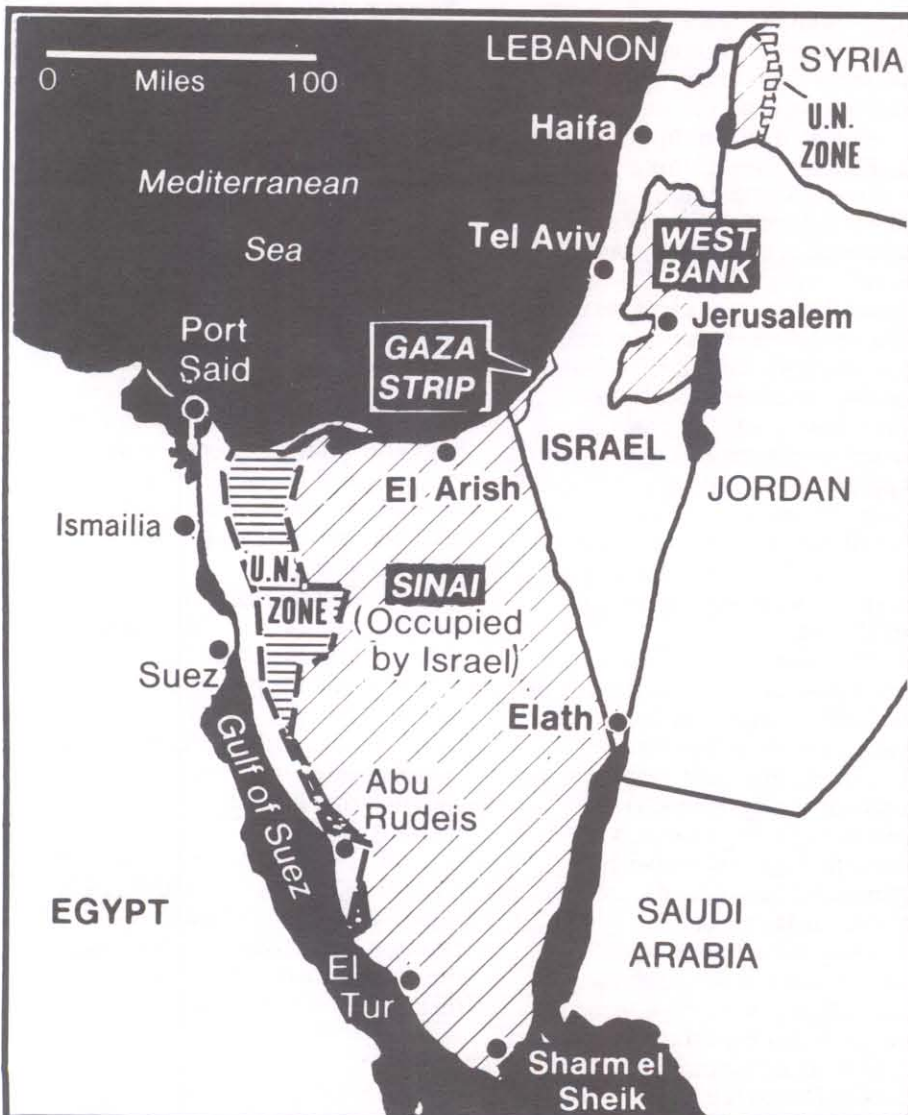 LEBANON
SYRIA
0 Miles 100
U.N.
ZONE
Haifa
Mediterranean
Sea
Tel Aviv
WEST
BANK
Jerusalem
Port
Said
GAZA
STRIP
ISRAEL
El Arish
JORDAN
Ismailia
U.N.
ZONE
SINAI
(Occupied
by Israel)
Suez
Elath
Gulf of Suez
Abu
Rudeis
EGYPT
SAUDI
ARABIA
El
Tur
Sharm el
Sheik